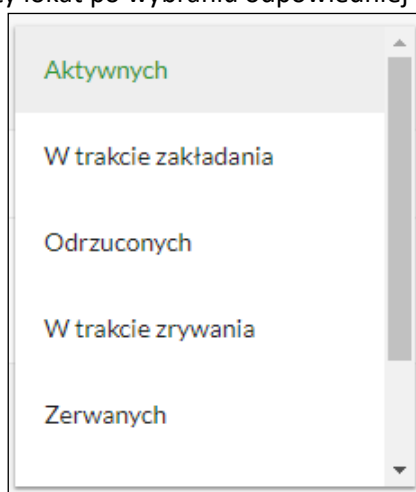 lokat po wybraniu odpowiedniej
Aktywnych
W trakcie zakładania
Odrzuconych
W trakcie zrywania
Zerwanych